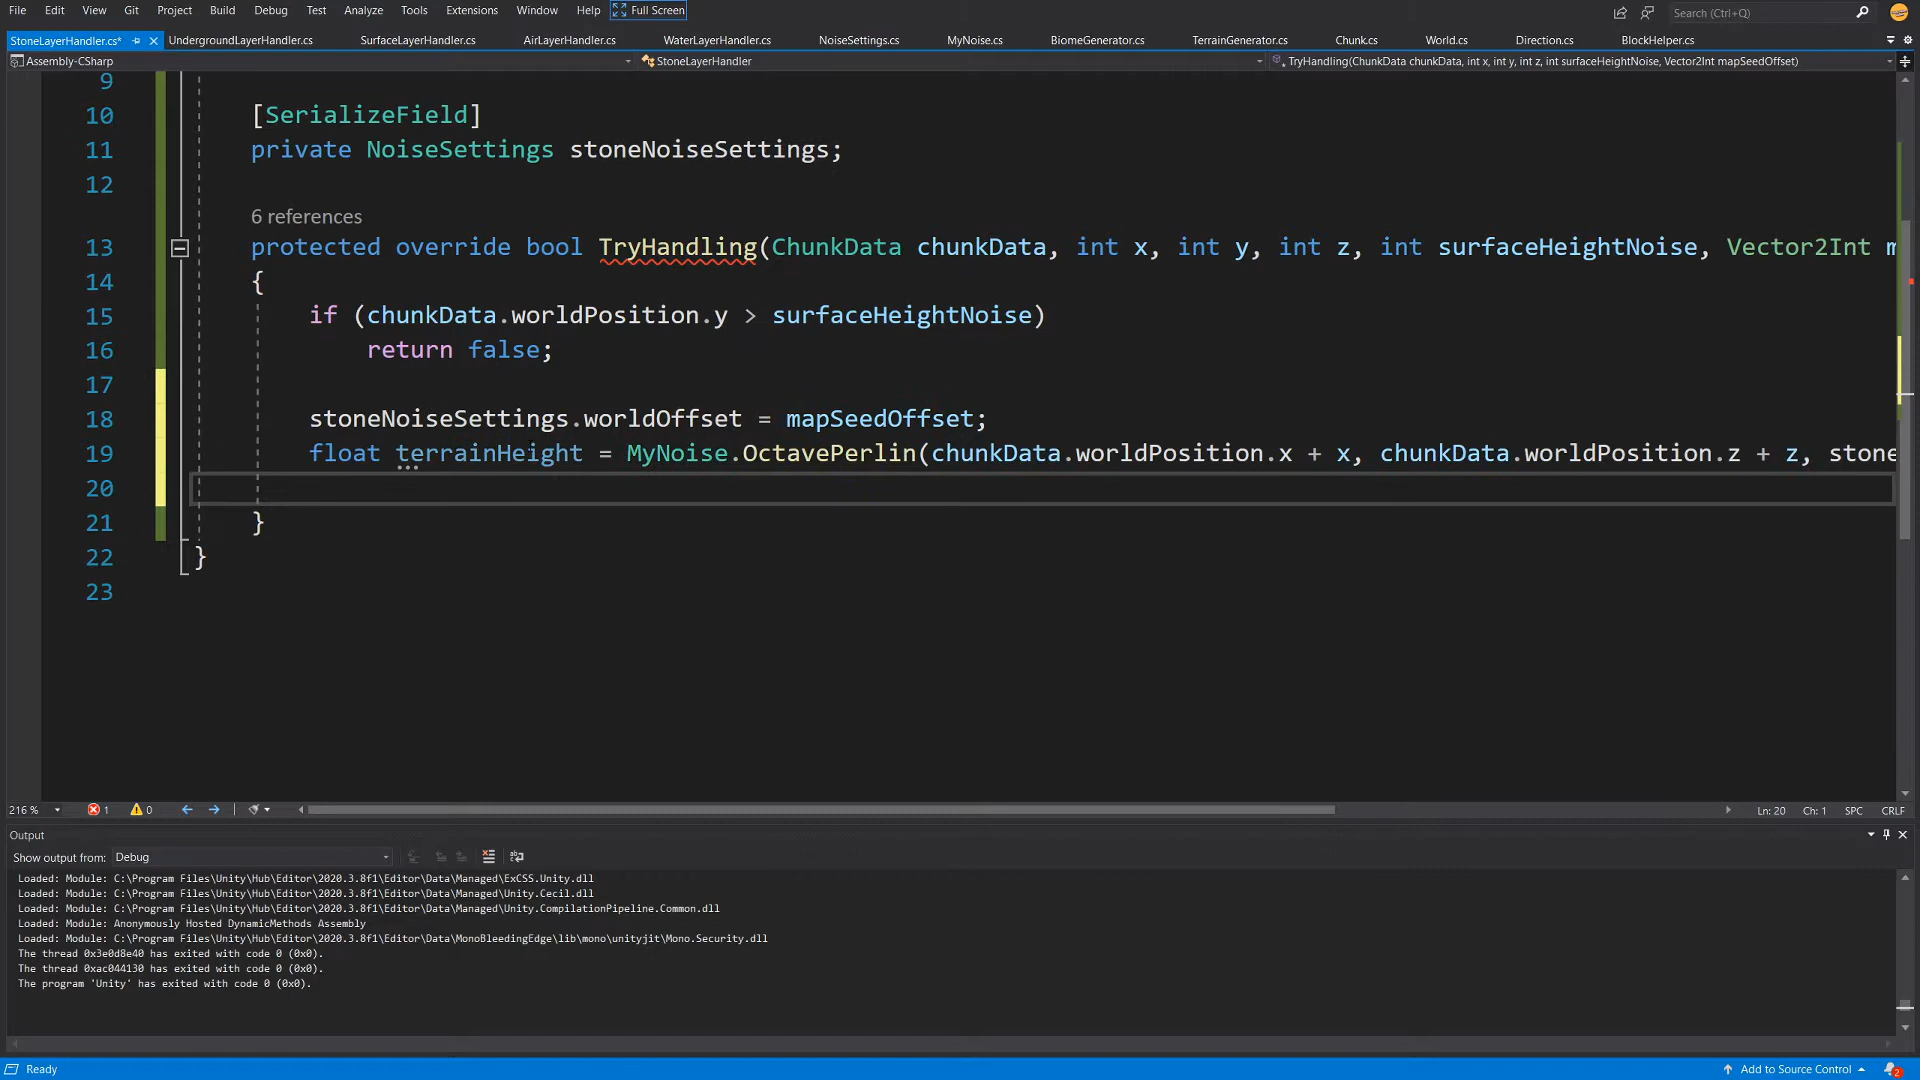 File Edit View Git Project Build Debug Test Analyze Tools Extensions Window Help Full Screen Search (Ctrl+Q)
StoneLayerHandler.cs* UndergroundLayerHandler.cs SurfaceLayerHandler.cs AirLayerHandler.cs WaterLayerHandler.cs NoiseSettings.cs MyNoise.cs BiomeGenerator.cs TerrainGenerator.cs Chunk.cs World.cs Direction.cs BlockHelper.cs
Assembly-CSharp StoneLayerHandler TryHandling(ChunkData chunkData, int x, int y, int z, int surfaceHeightNoise, Vector2Int mapSeedOffset)
9
10 [SerializeField]
11 private NoiseSettings stoneNoiseSettings;
12
6 references
13 protected override bool TryHandling(ChunkData chunkData, int x, int y, int z, int surfaceHeightNoise, Vector2Int m
14 {
15 if (chunkData.worldPosition.y > surfaceHeightNoise)
16 return false;
17
18 stoneNoiseSettings.worldOffset = mapSeedOffset;
19 float terrainHeight = MyNoise.OctavePerlin(chunkData.worldPosition.x + x, chunkData.worldPosition.z + z, stone
20
21 }
22 }
23
216 % 1 0 Ln: 20 Ch: 1 SPC CRLF
Output
Show output from: Debug
Loaded: Module: C:\Program Files\Unity\Hub\Editor\2020.3.8f1\Editor\Data\Managed\ExCSS.Unity.dll
Loaded: Module: C:\Program Files\Unity\Hub\Editor\2020.3.8f1\Editor\Data\Managed\Unity.Cecil.dll
Loaded: Module: C:\Program Files\Unity\Hub\Editor\2020.3.8f1\Editor\Data\Managed\Unity.CompilationPipeline.Common.dll
Loaded: Module: Anonymously Hosted DynamicMethods Assembly
Loaded: Module: C:\Program Files\Unity\Hub\Editor\2020.3.8f1\Editor\Data\MonoBleedingEdge\lib\mono\unityjit\Mono.Security.dll
The thread 0x3e0d8e40 has exited with code 0 (0x0).
The thread 0xac044130 has exited with code 0 (0x0).
The program 'Unity' has exited with code 0 (0x0).
Ready Add to Source Control 2